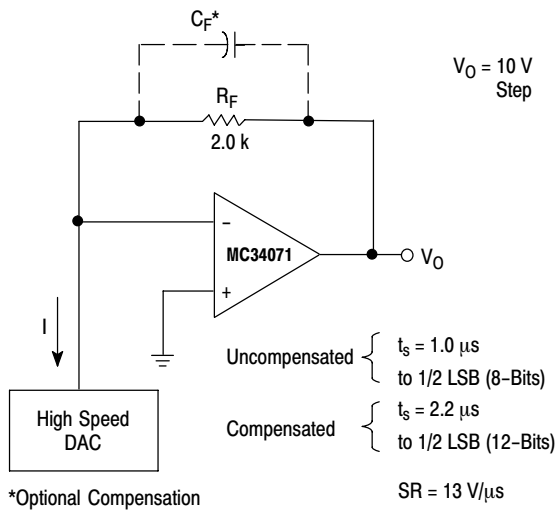 C_F*
V_O = 10 V
Step
R_F
2.0 k
–
MC34071
+
V_O
I
Uncompensated
t_s = 1.0 µs
to 1/2 LSB (8–Bits)
High Speed
DAC
Compensated
t_s = 2.2 µs
to 1/2 LSB (12–Bits)
*Optional Compensation
SR = 13 V/µs